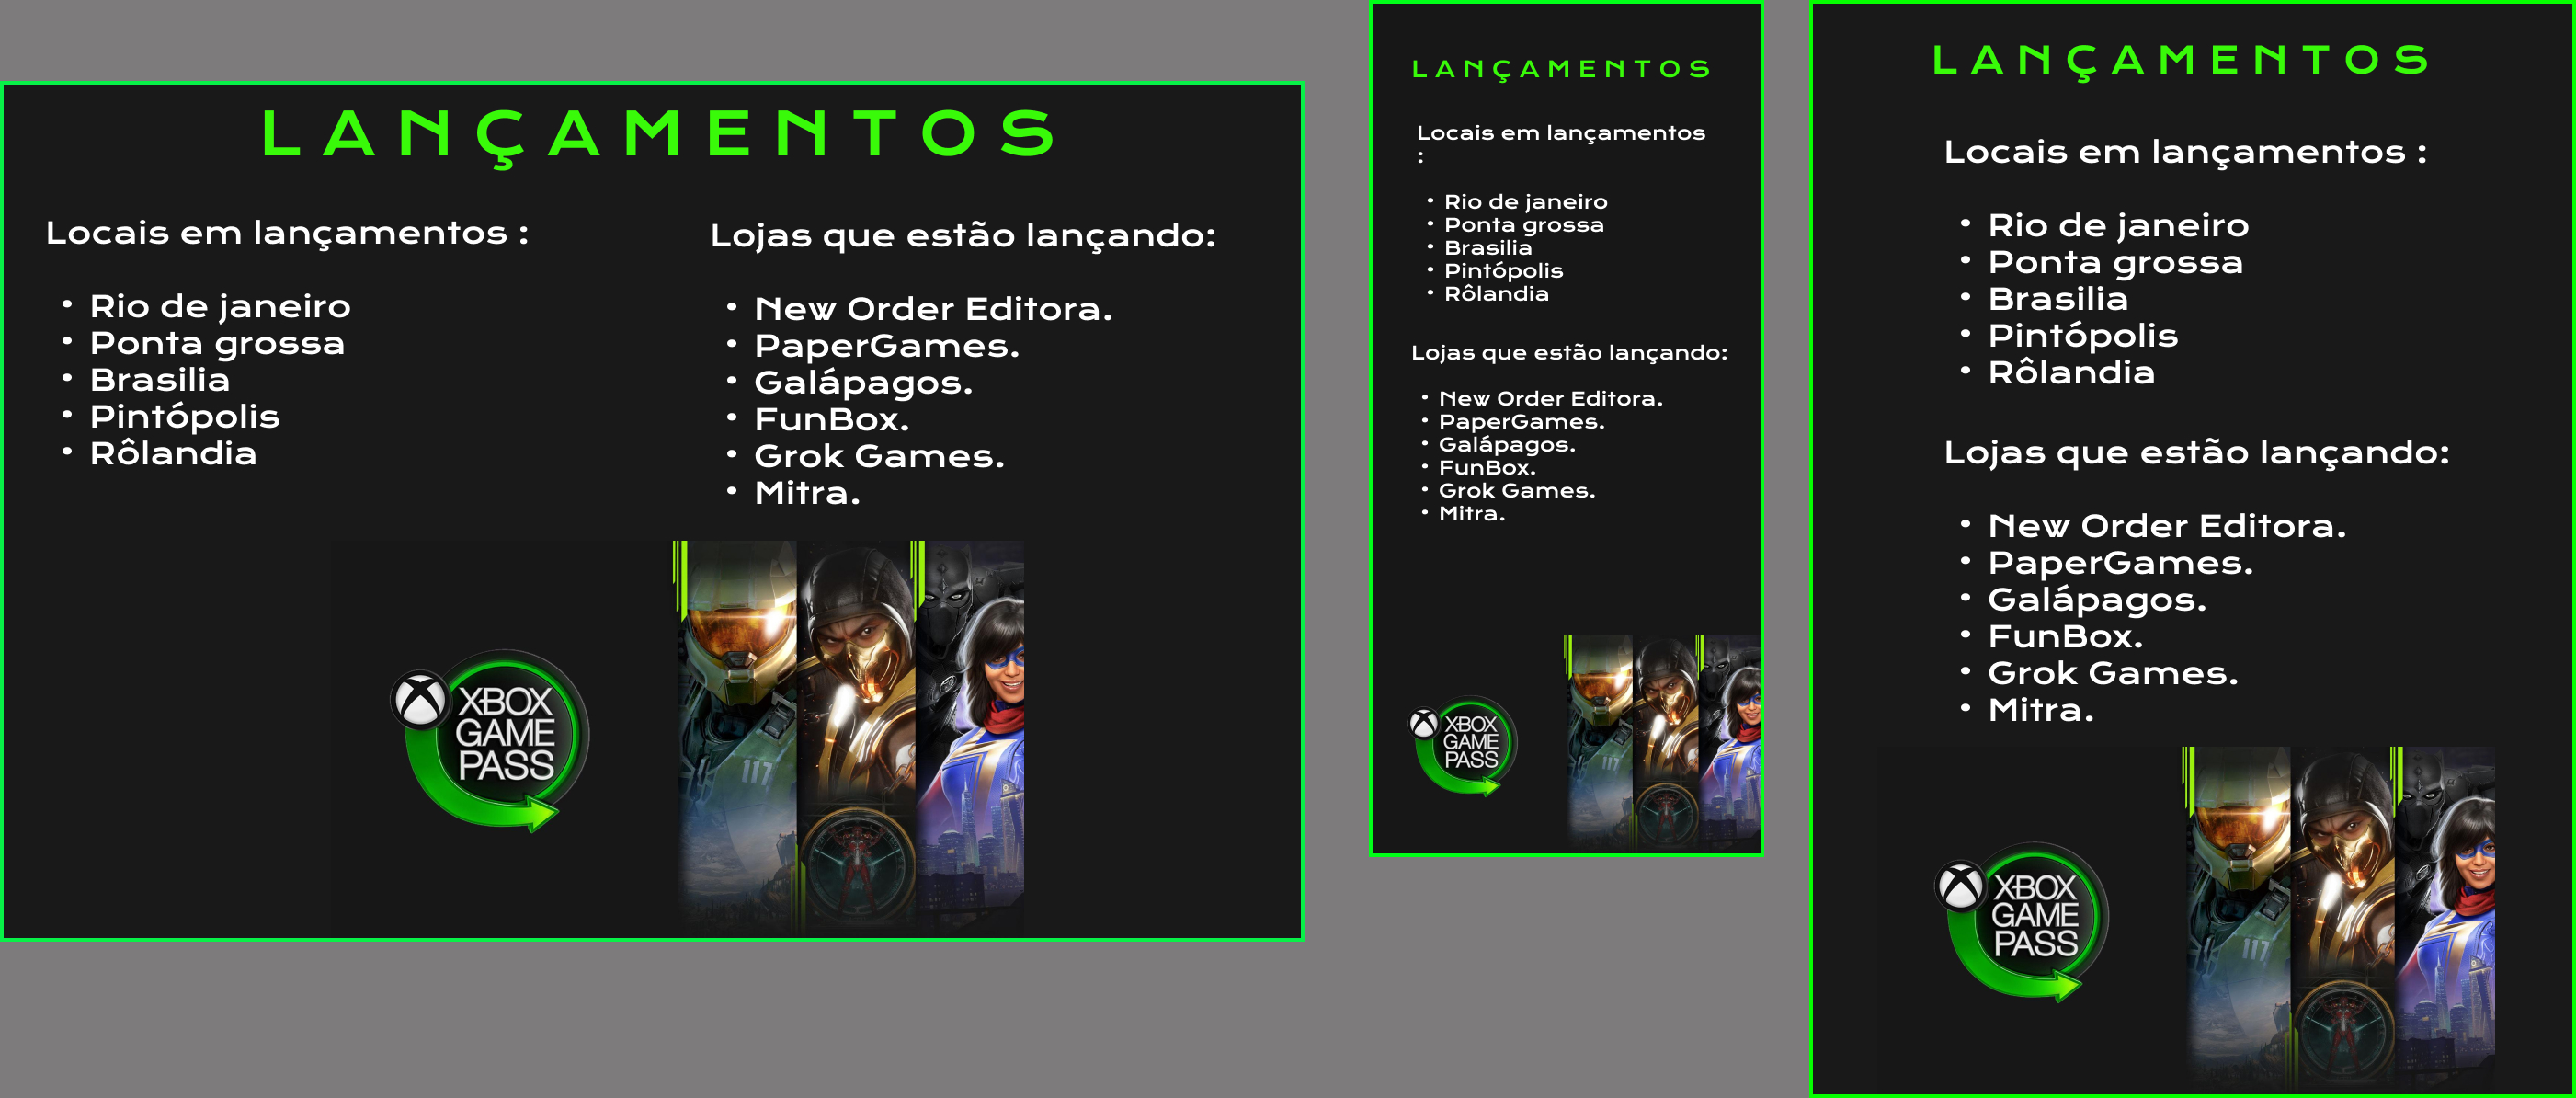 LANÇAMENTOS
Locais em lançamentos :
• Rio de janeiro
• Ponta grossa
• Brasilia
• Pintópolis
• Rôlandia
Lojas que estão lançando:
• New Order Editora.
• PaperGames.
• Galápagos.
• FunBox.
• Grok Games.
• Mitra.
XBOX
GAME
PASS
117
LANÇAMENTOS
Locais em lançamentos
:
• Rio de janeiro
• Ponta grossa
• Brasilia
• Pintópolis
• Rôlandia
Lojas que estão lançando:
• New Order Editora.
• PaperGames.
• Galápagos.
• FunBox.
• Grok Games.
• Mitra.
XBOX
GAME
PASS
117
LANÇAMENTOS
Locais em lançamentos :
• Rio de janeiro
• Ponta grossa
• Brasilia
• Pintópolis
• Rôlandia
Lojas que estão lançando:
• New Order Editora.
• PaperGames.
• Galápagos.
• FunBox.
• Grok Games.
• Mitra.
XBOX
GAME
PASS
117